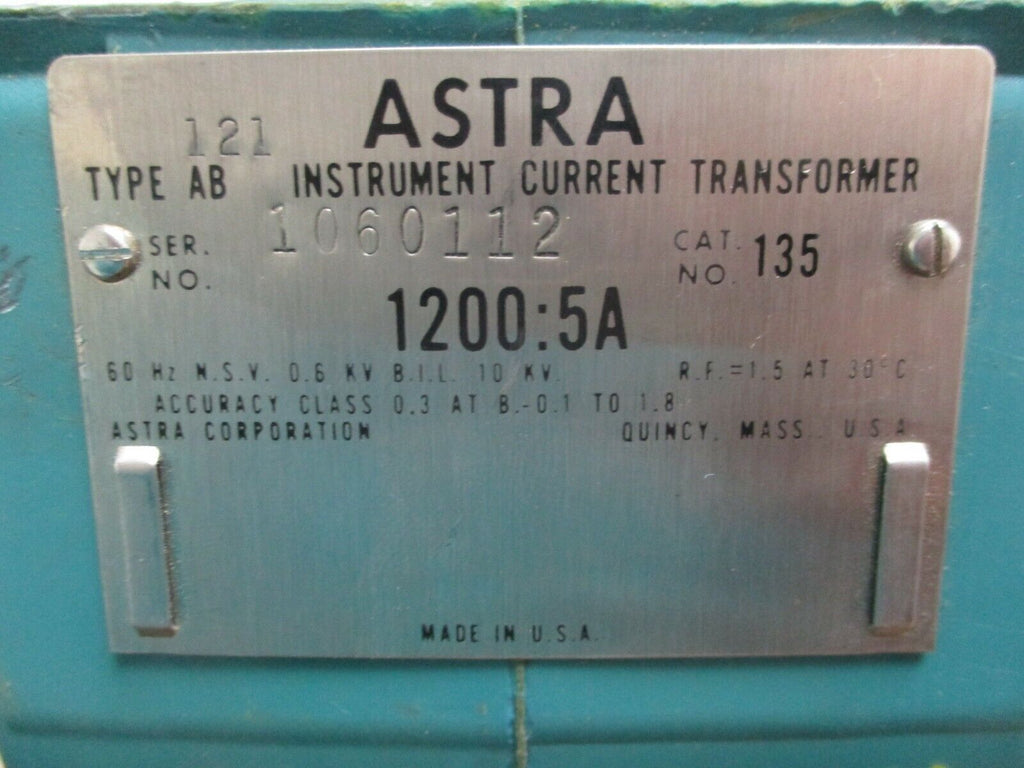 ASTRA
121
TYPE AB INSTRUMENT CURRENT TRANSFORMER
SER. NO. 1060112 CAT. NO. 135
1200:5A
60 Hz N.S.V. 0.6 KV B.I.L. 10 KV. R.F.=1.5 AT 30°C
ACCURACY CLASS 0.3 AT B.-0.1 TO 1.8
ASTRA CORPORATION QUINCY, MASS. U.S.A.
MADE IN U.S.A.